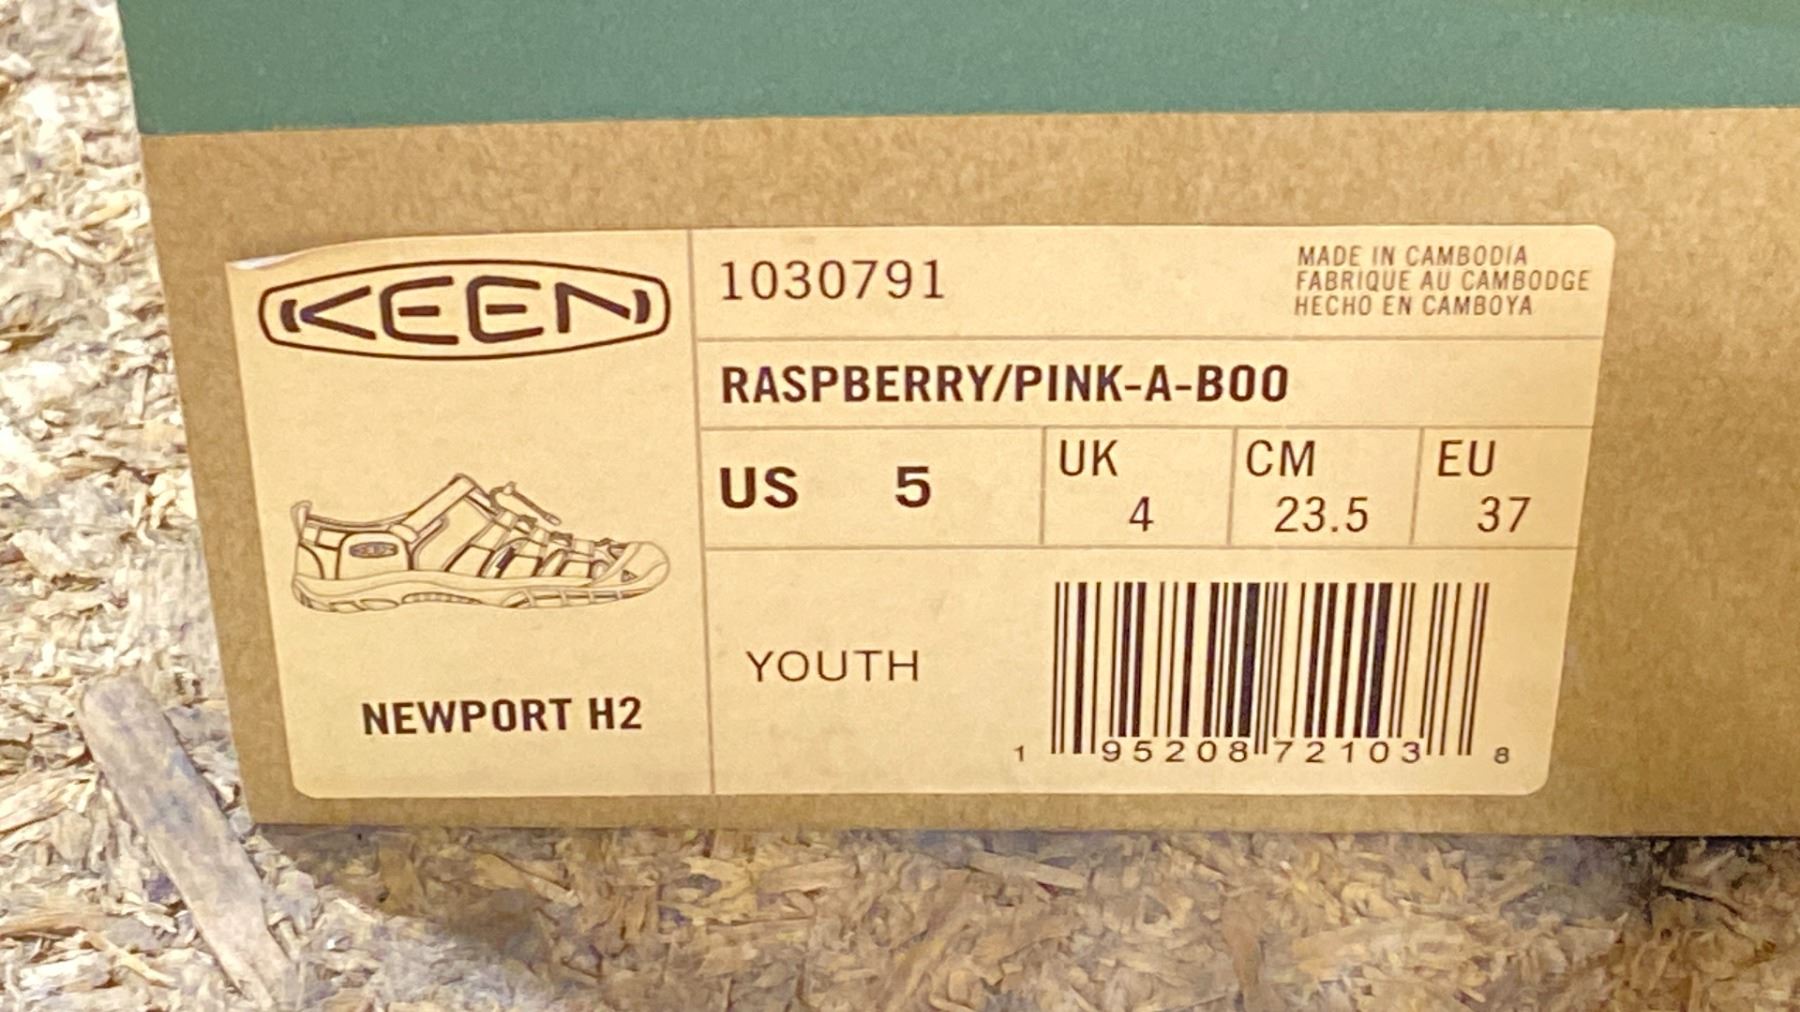 KEEN
NEWPORT H2
1030791
MADE IN CAMBODIA
FABRIQUE AU CAMBODGE
HECHO EN CAMBOYA
RASPBERRY/PINK-A-BOO
US 5
UK 4
CM 23.5
EU 37
YOUTH
1 95208 72103 8